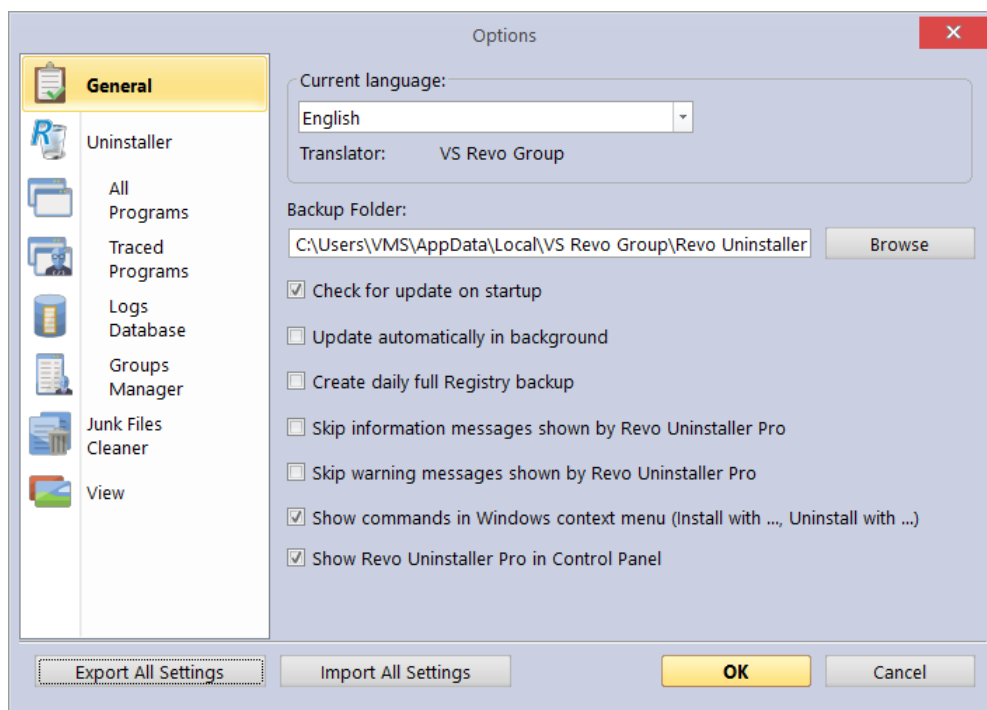 Options
General
Uninstaller
All
Programs
Traced
Programs
Logs
Database
Groups
Manager
Junk Files
Cleaner
View
Current language:
English
Translator: VS Revo Group
Backup Folder:
C:\Users\VMS\AppData\Local\VS Revo Group\Revo Uninstaller
Browse
Check for update on startup
Update automatically in background
Create daily full Registry backup
Skip information messages shown by Revo Uninstaller Pro
Skip warning messages shown by Revo Uninstaller Pro
Show commands in Windows context menu (Install with ..., Uninstall with ...)
Show Revo Uninstaller Pro in Control Panel
Export All Settings
Import All Settings
OK
Cancel